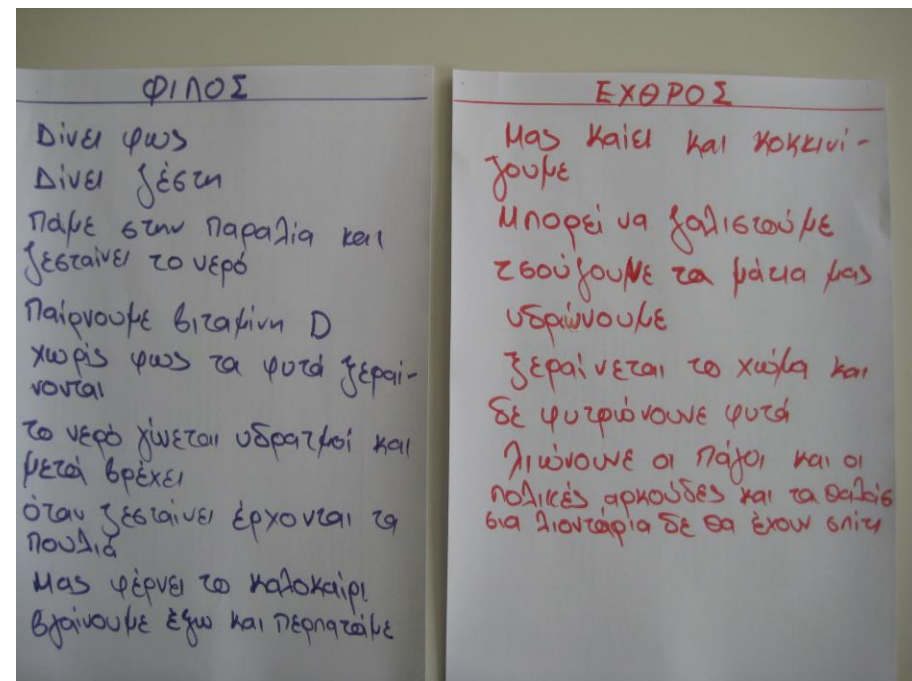 ΦΙΛΟΣ
Δίνει φως
Δίνει ζέστη
Πάμε στην παραλία και
ζεσταίνει το νερό
Παίρνουμε βιταμίνη D
χωρίς φως τα φυτά ξεραί-
νονται
το νερό γίνεται υδρατμοί και
μετά βρέχει
όταν ζεσταίνει έρχονται τα
πουλιά
Μας φέρνει το καλοκαίρι
βγαίνουμε έξω και περπατάμε
ΕΧΘΡΟΣ
Μας καίει και κοκκινί-
ζουμε
Μπορεί να ζαλιστούμε
τσούζουνε τα μάτια μας
υδρώνουμε
ξεραίνεται το χώμα και
δε φυτρώνουνε φυτά
λιώνουνε οι πάγοι και οι
πολικές αρκούδες και τα θαλάσ
σια λιοντάρια δε θα έχουν σπίτι